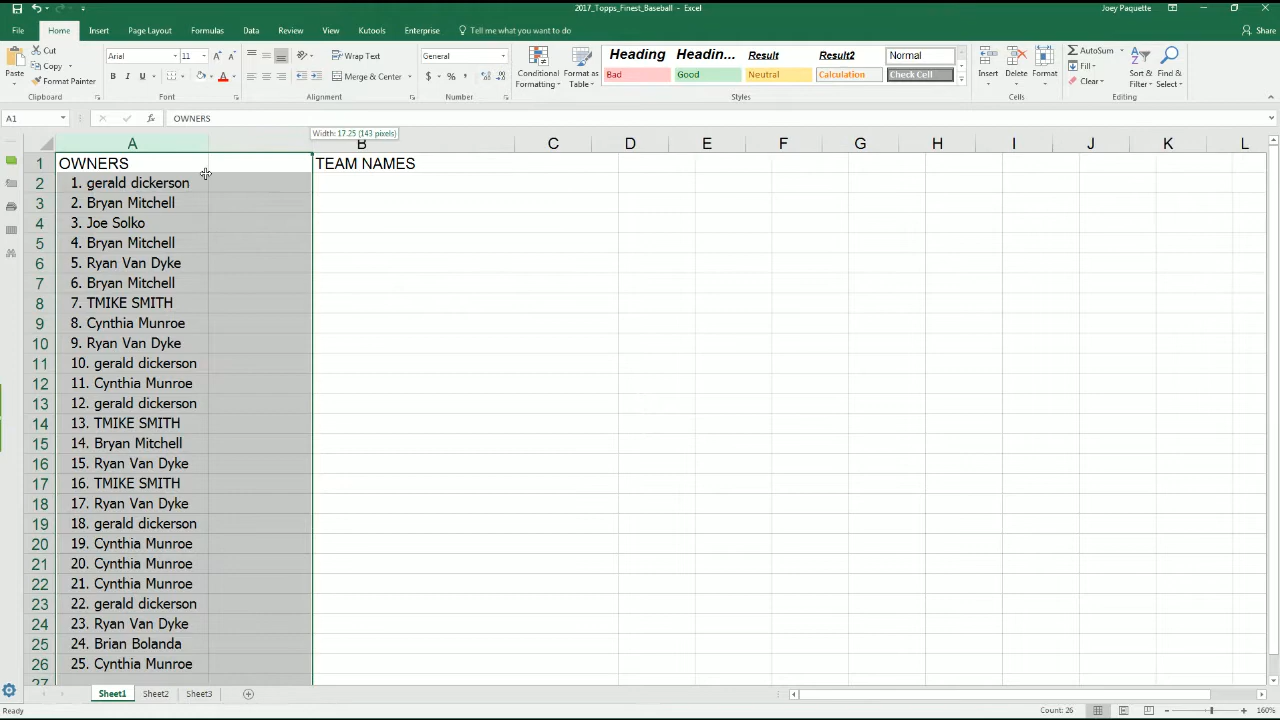 2017_Topps_Finest_Baseball - Excel
Joey Paquette
File Home Insert Page Layout Formulas Data Review View Kutools Enterprise Tell me what you want to do... Share
Paste
Cut
Copy
Format Painter
Clipboard
Arial 11
B I U
Font
Wrap Text
Merge & Center
Alignment
General
$ % ,
Number
Conditional Formatting
Format as Table
Heading Headin... Result Result2 Normal
Bad Good Neutral Calculation Check Cell
Styles
Insert Delete Format
Cells
AutoSum
Fill
Clear
Sort & Filter
Find & Select
Editing
A1 fx OWNERS
Width: 17.25 (143 pixels)
A B C D E F G H I J K L
1 OWNERS TEAM NAMES
2 1. gerald dickerson
3 2. Bryan Mitchell
4 3. Joe Solko
5 4. Bryan Mitchell
6 5. Ryan Van Dyke
7 6. Bryan Mitchell
8 7. TMIKE SMITH
9 8. Cynthia Munroe
10 9. Ryan Van Dyke
11 10. gerald dickerson
12 11. Cynthia Munroe
13 12. gerald dickerson
14 13. TMIKE SMITH
15 14. Bryan Mitchell
16 15. Ryan Van Dyke
17 16. TMIKE SMITH
18 17. Ryan Van Dyke
19 18. gerald dickerson
20 19. Cynthia Munroe
21 20. Cynthia Munroe
22 21. Cynthia Munroe
23 22. gerald dickerson
24 23. Ryan Van Dyke
25 24. Brian Bolanda
26 25. Cynthia Munroe
27
Sheet1 Sheet2 Sheet3
Ready
Count: 26
160%